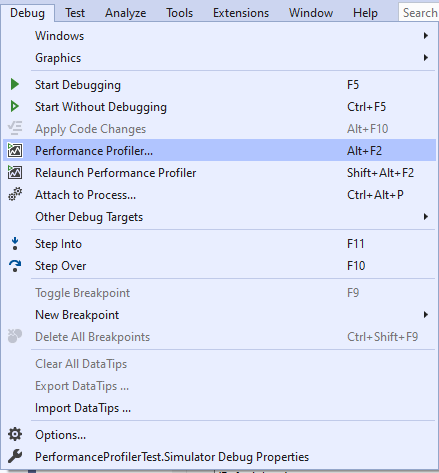 Debug Test Analyze Tools Extensions Window Help Search
Windows
Graphics
Start Debugging F5
Start Without Debugging Ctrl+F5
Apply Code Changes Alt+F10
Performance Profiler... Alt+F2
Relaunch Performance Profiler Shift+Alt+F2
Attach to Process... Ctrl+Alt+P
Other Debug Targets
Step Into F11
Step Over F10
Toggle Breakpoint F9
New Breakpoint
Delete All Breakpoints Ctrl+Shift+F9
Clear All DataTips
Export DataTips ...
Import DataTips ...
Options...
PerformanceProfilerTest.Simulator Debug Properties